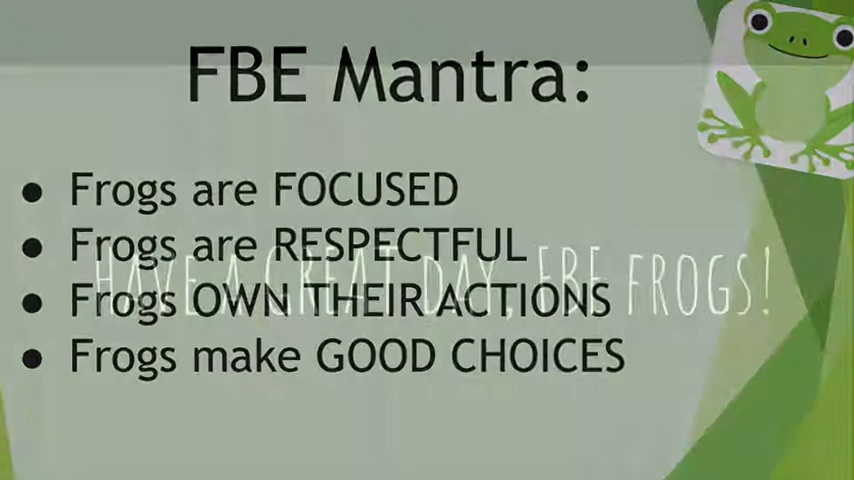 FBE Mantra:
• Frogs are FOCUSED
• Frogs are RESPECTFUL
HAVE A GREAT DAY, FBE FROGS!
• Frogs OWN THEIR ACTIONS
• Frogs make GOOD CHOICES